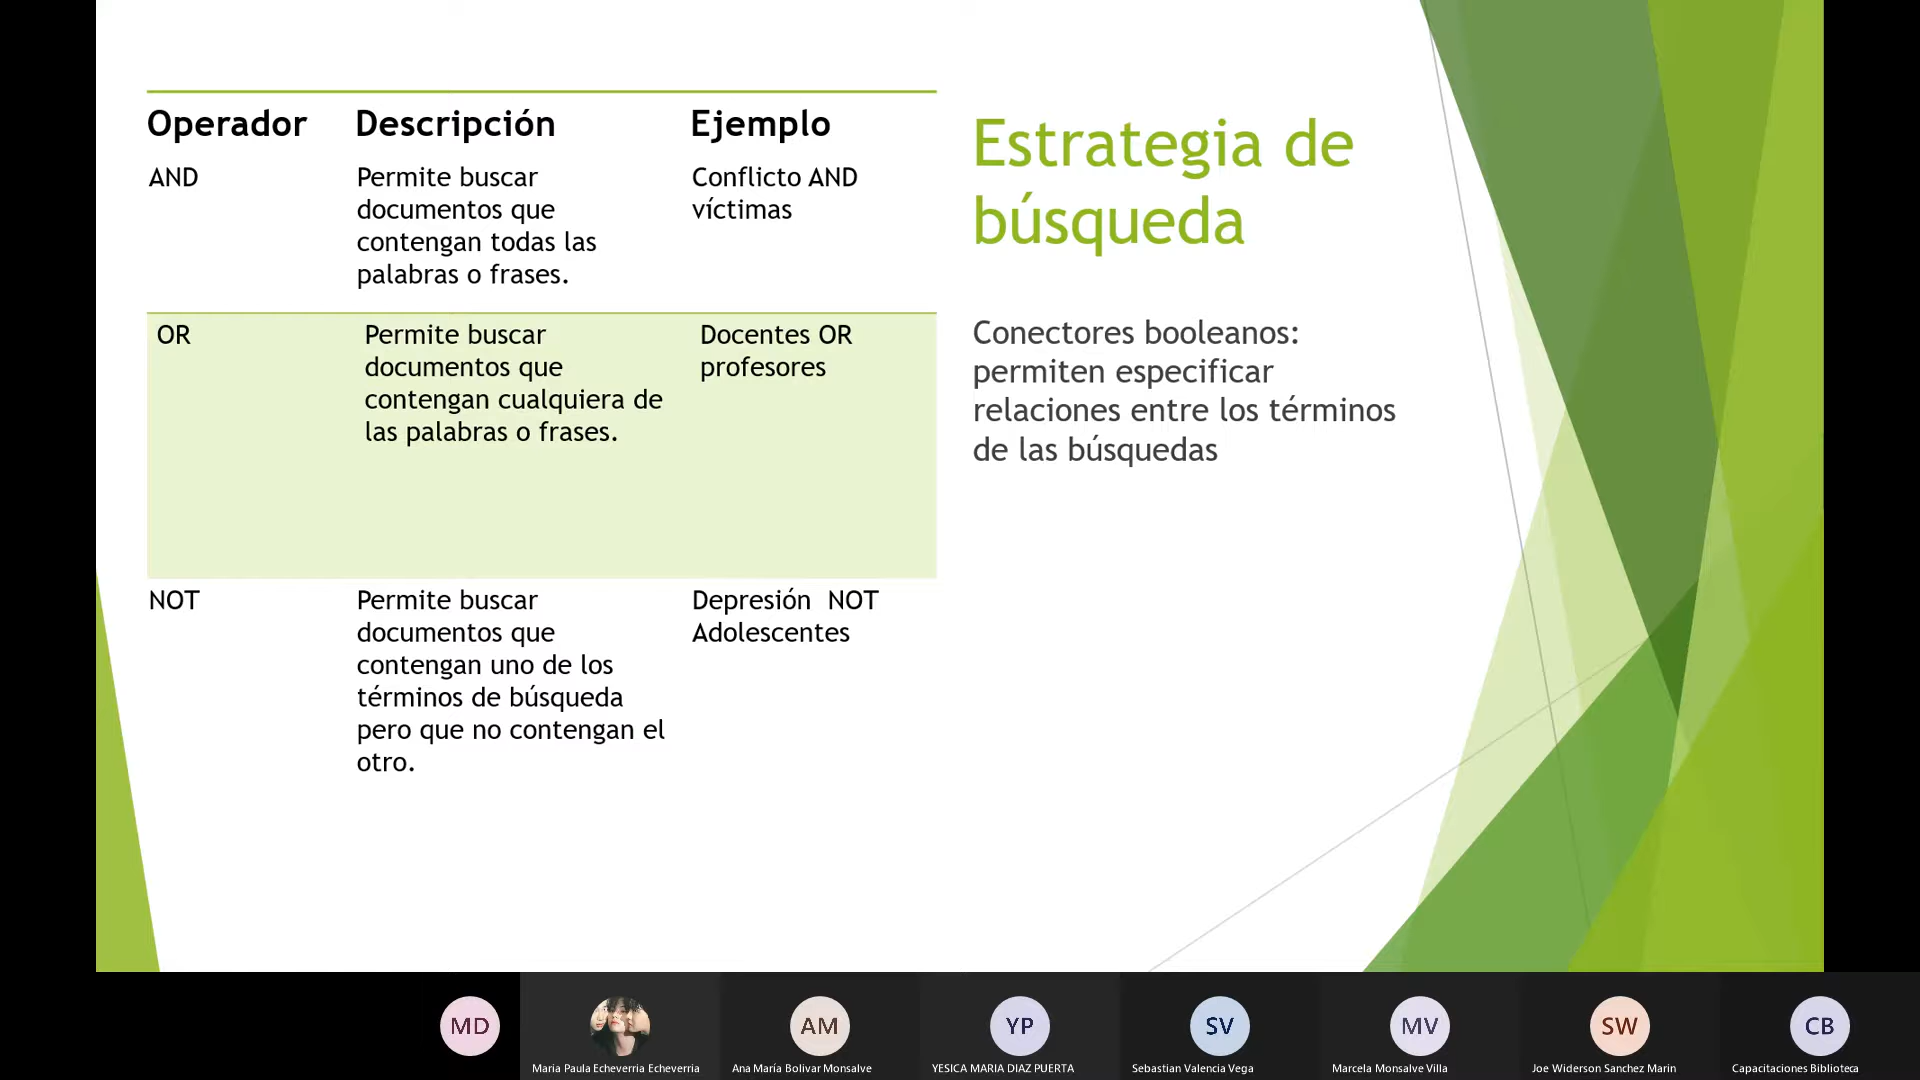 Operador Descripción Ejemplo
AND Permite buscar Conflicto AND
documentos que víctimas
contengan todas las
palabras o frases.
OR Permite buscar Docentes OR
documentos que profesores
contengan cualquiera de
las palabras o frases.
NOT Permite buscar Depresión NOT
documentos que Adolescentes
contengan uno de los
términos de búsqueda
pero que no contengan el
otro.
Estrategia de
búsqueda
Conectores booleanos:
permiten especificar
relaciones entre los términos
de las búsquedas
MD AM YP SV MV SW CB
Maria Paula Echeverria Echeverria Ana María Bolivar Monsalve YESICA MARIA DIAZ PUERTA Sebastian Valencia Vega Marcela Monsalve Villa Joe Widerson Sanchez Marin Capacitaciones Biblioteca